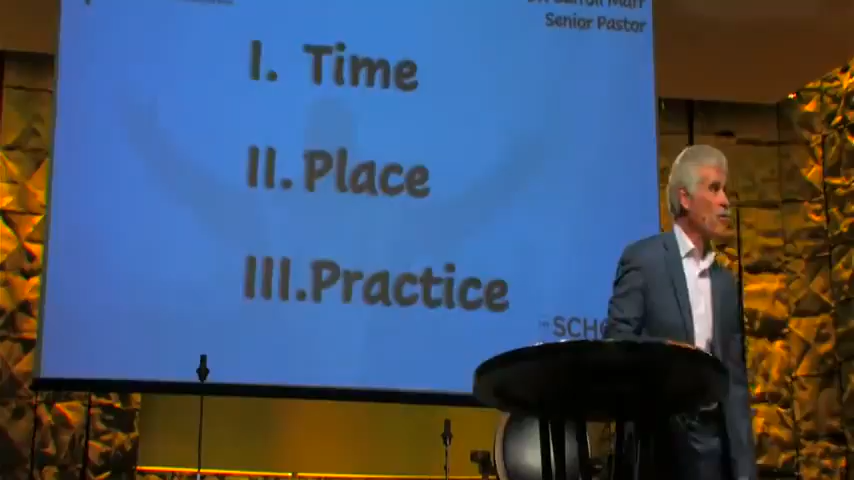 Senior Pastor
I. Time
II. Place
III. Practice